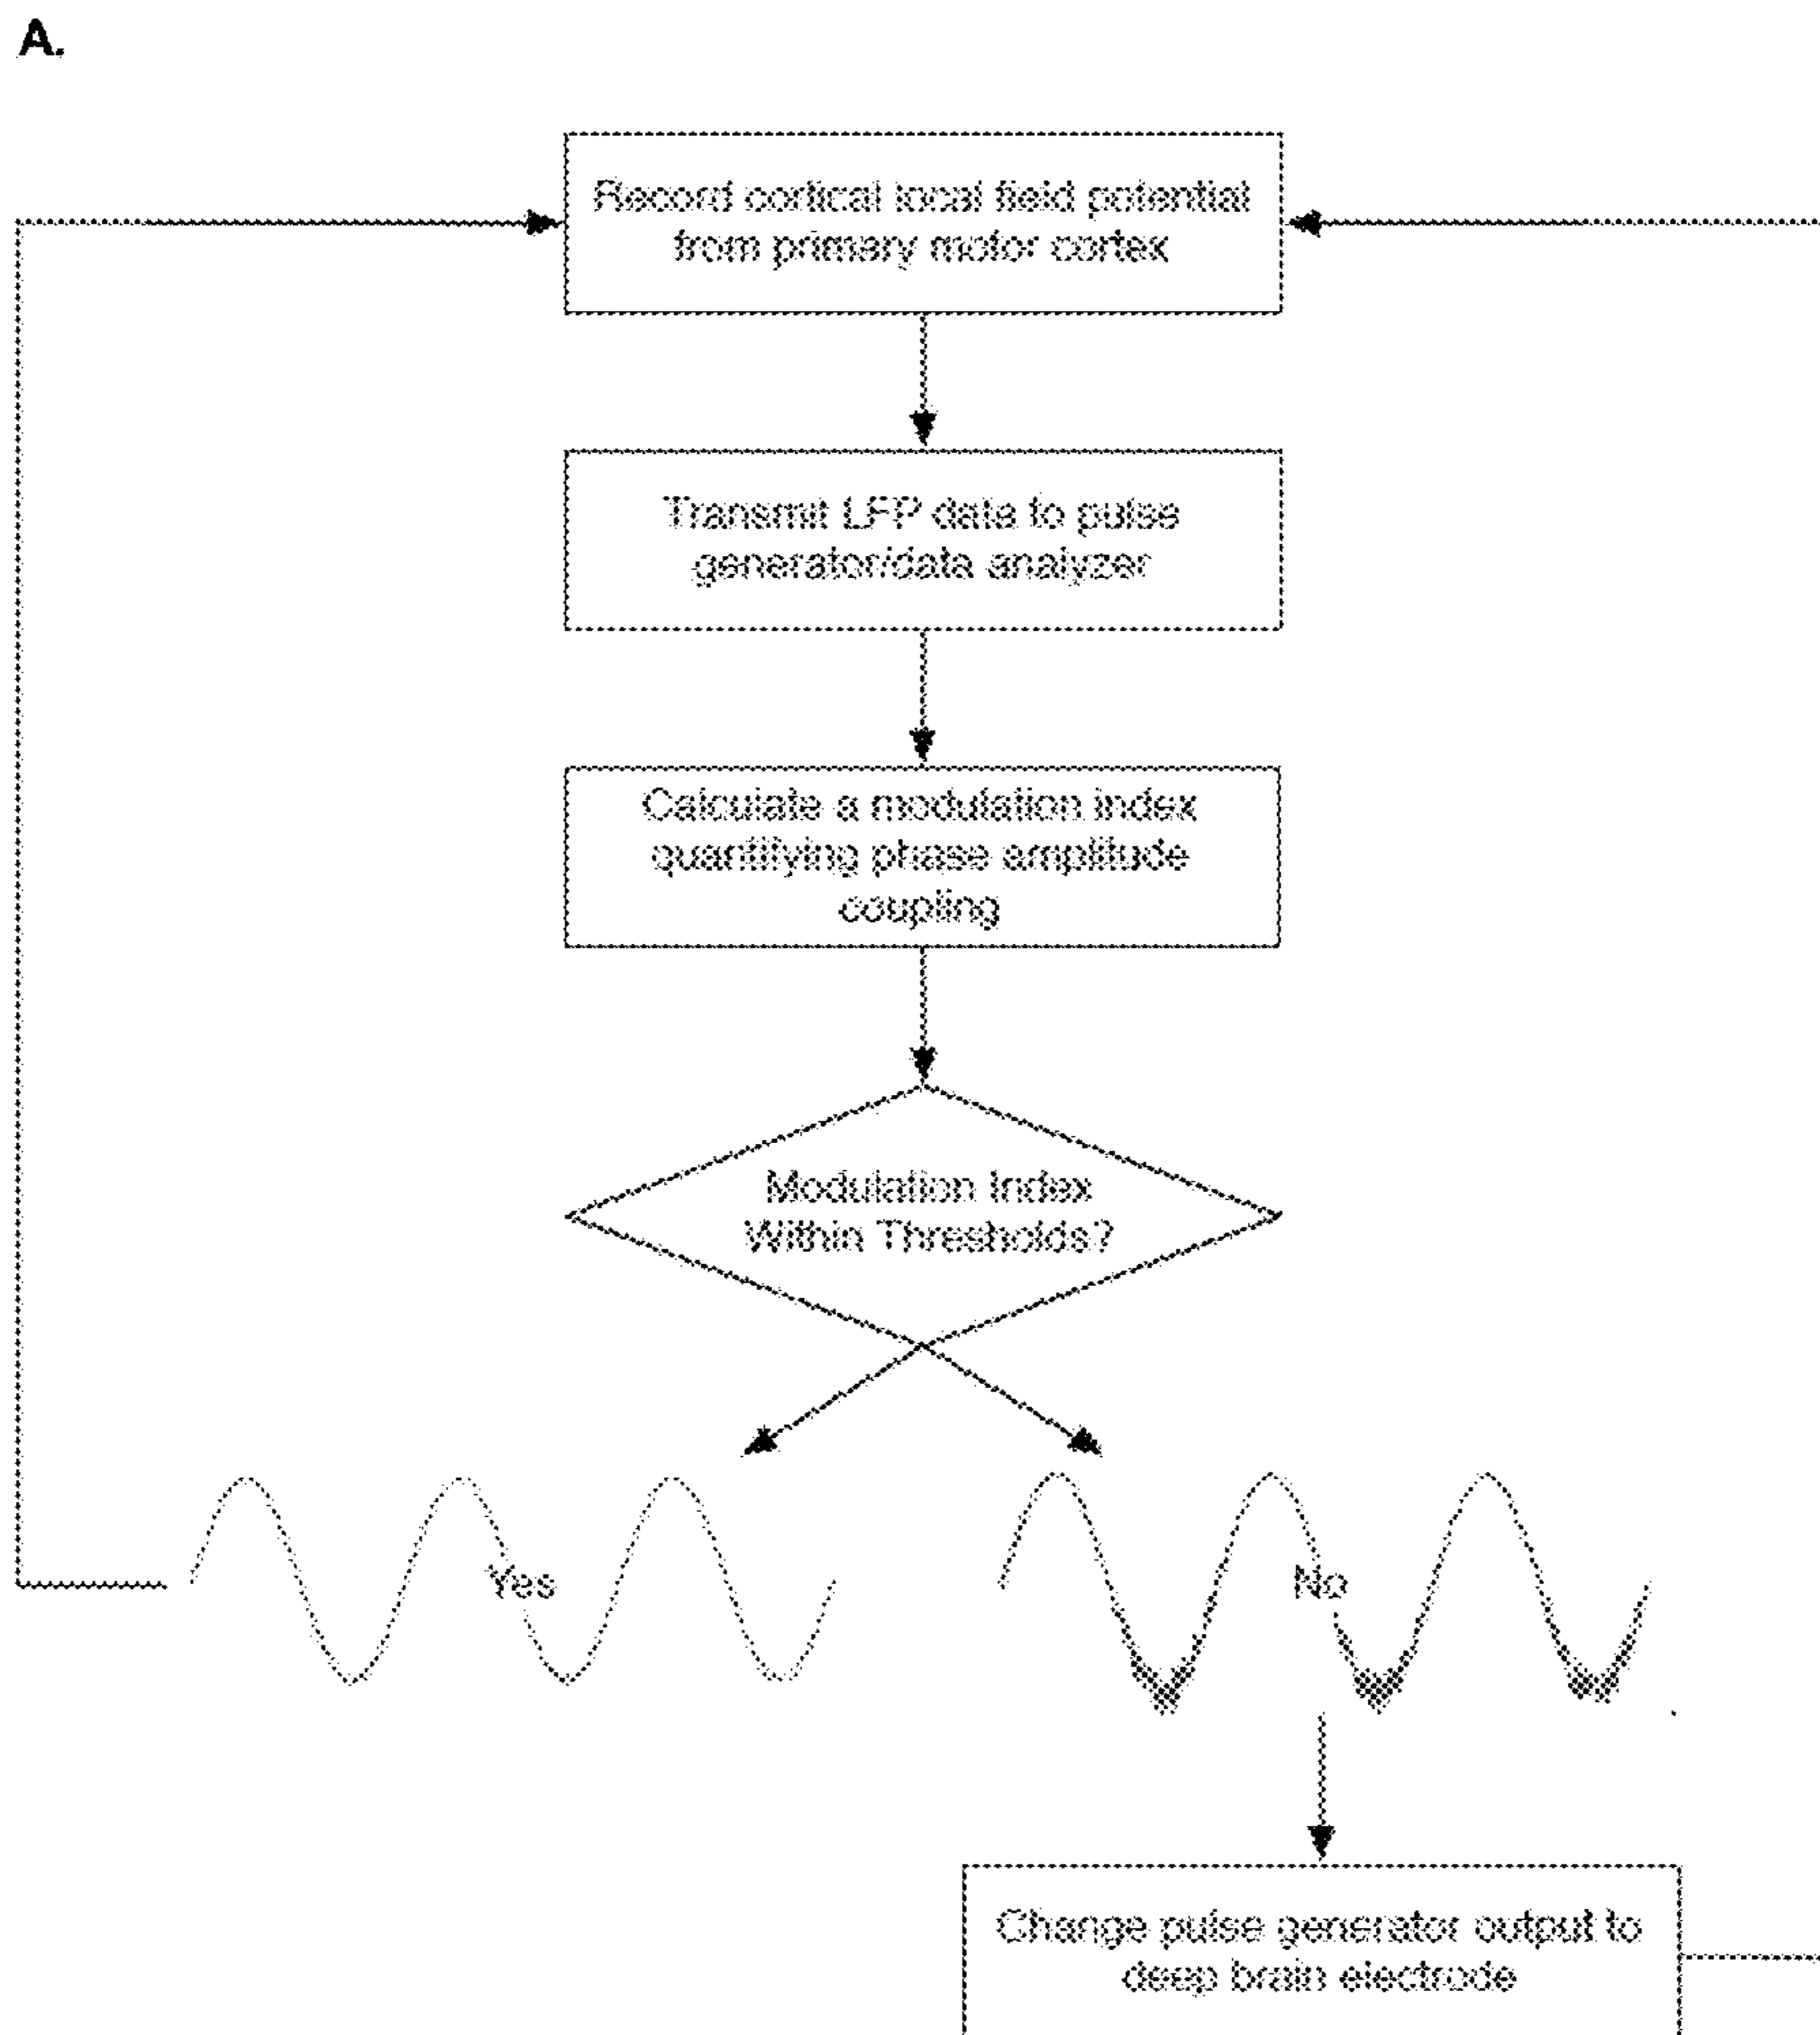 A.
Record cortical local field potential
from primary motor cortex
Transmit LFP data to pulse
generator/data analyzer
Calculate a modulation index
quantifying phase amplitude
coupling
Modulation Index
Within Thresholds?
Yes
No
Change pulse generator output to
deep brain electrode